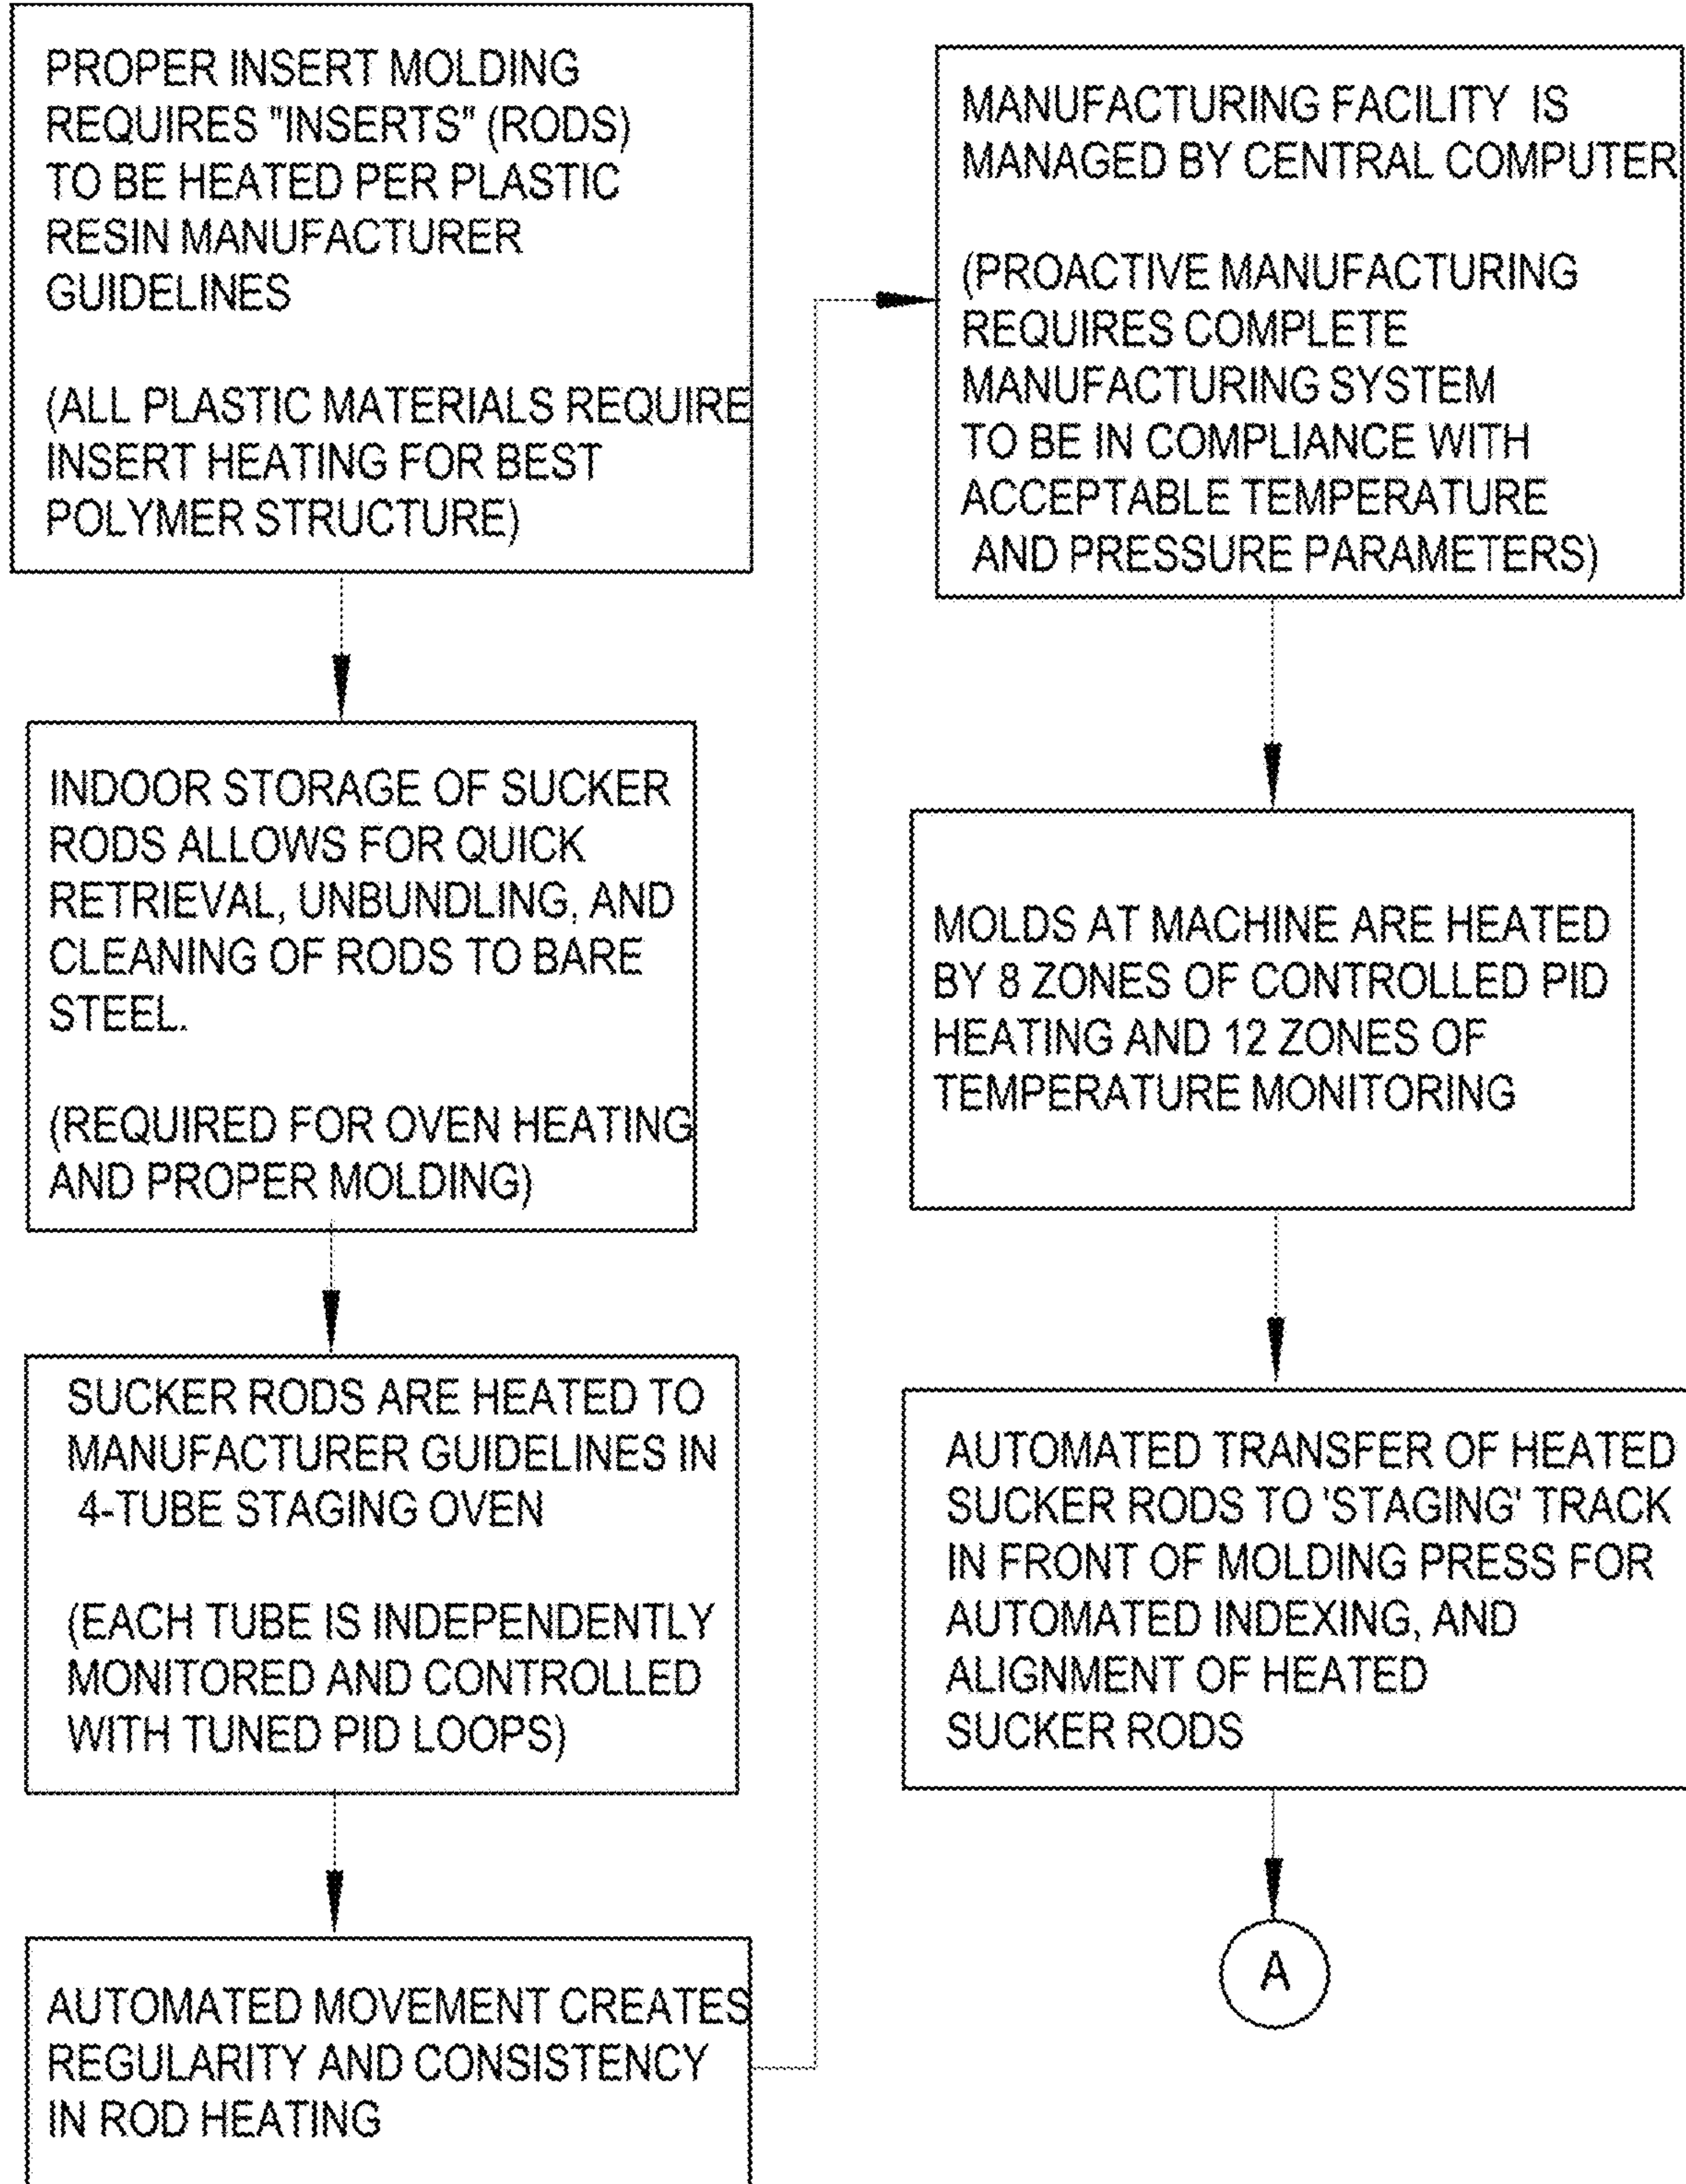 PROPER INSERT MOLDING
REQUIRES "INSERTS" (RODS)
TO BE HEATED PER PLASTIC
RESIN MANUFACTURER
GUIDELINES
(ALL PLASTIC MATERIALS REQUIRE
INSERT HEATING FOR BEST
POLYMER STRUCTURE)
INDOOR STORAGE OF SUCKER
RODS ALLOWS FOR QUICK
RETRIEVAL, UNBUNDLING, AND
CLEANING OF RODS TO BARE
STEEL.
(REQUIRED FOR OVEN HEATING
AND PROPER MOLDING)
SUCKER RODS ARE HEATED TO
MANUFACTURER GUIDELINES IN
4-TUBE STAGING OVEN
(EACH TUBE IS INDEPENDENTLY
MONITORED AND CONTROLLED
WITH TUNED PID LOOPS)
AUTOMATED MOVEMENT CREATES
REGULARITY AND CONSISTENCY
IN ROD HEATING
MANUFACTURING FACILITY IS
MANAGED BY CENTRAL COMPUTER
(PROACTIVE MANUFACTURING
REQUIRES COMPLETE
MANUFACTURING SYSTEM
TO BE IN COMPLIANCE WITH
ACCEPTABLE TEMPERATURE
AND PRESSURE PARAMETERS)
MOLDS AT MACHINE ARE HEATED
BY 8 ZONES OF CONTROLLED PID
HEATING AND 12 ZONES OF
TEMPERATURE MONITORING
AUTOMATED TRANSFER OF HEATED
SUCKER RODS TO 'STAGING' TRACK
IN FRONT OF MOLDING PRESS FOR
AUTOMATED INDEXING, AND
ALIGNMENT OF HEATED
SUCKER RODS
A